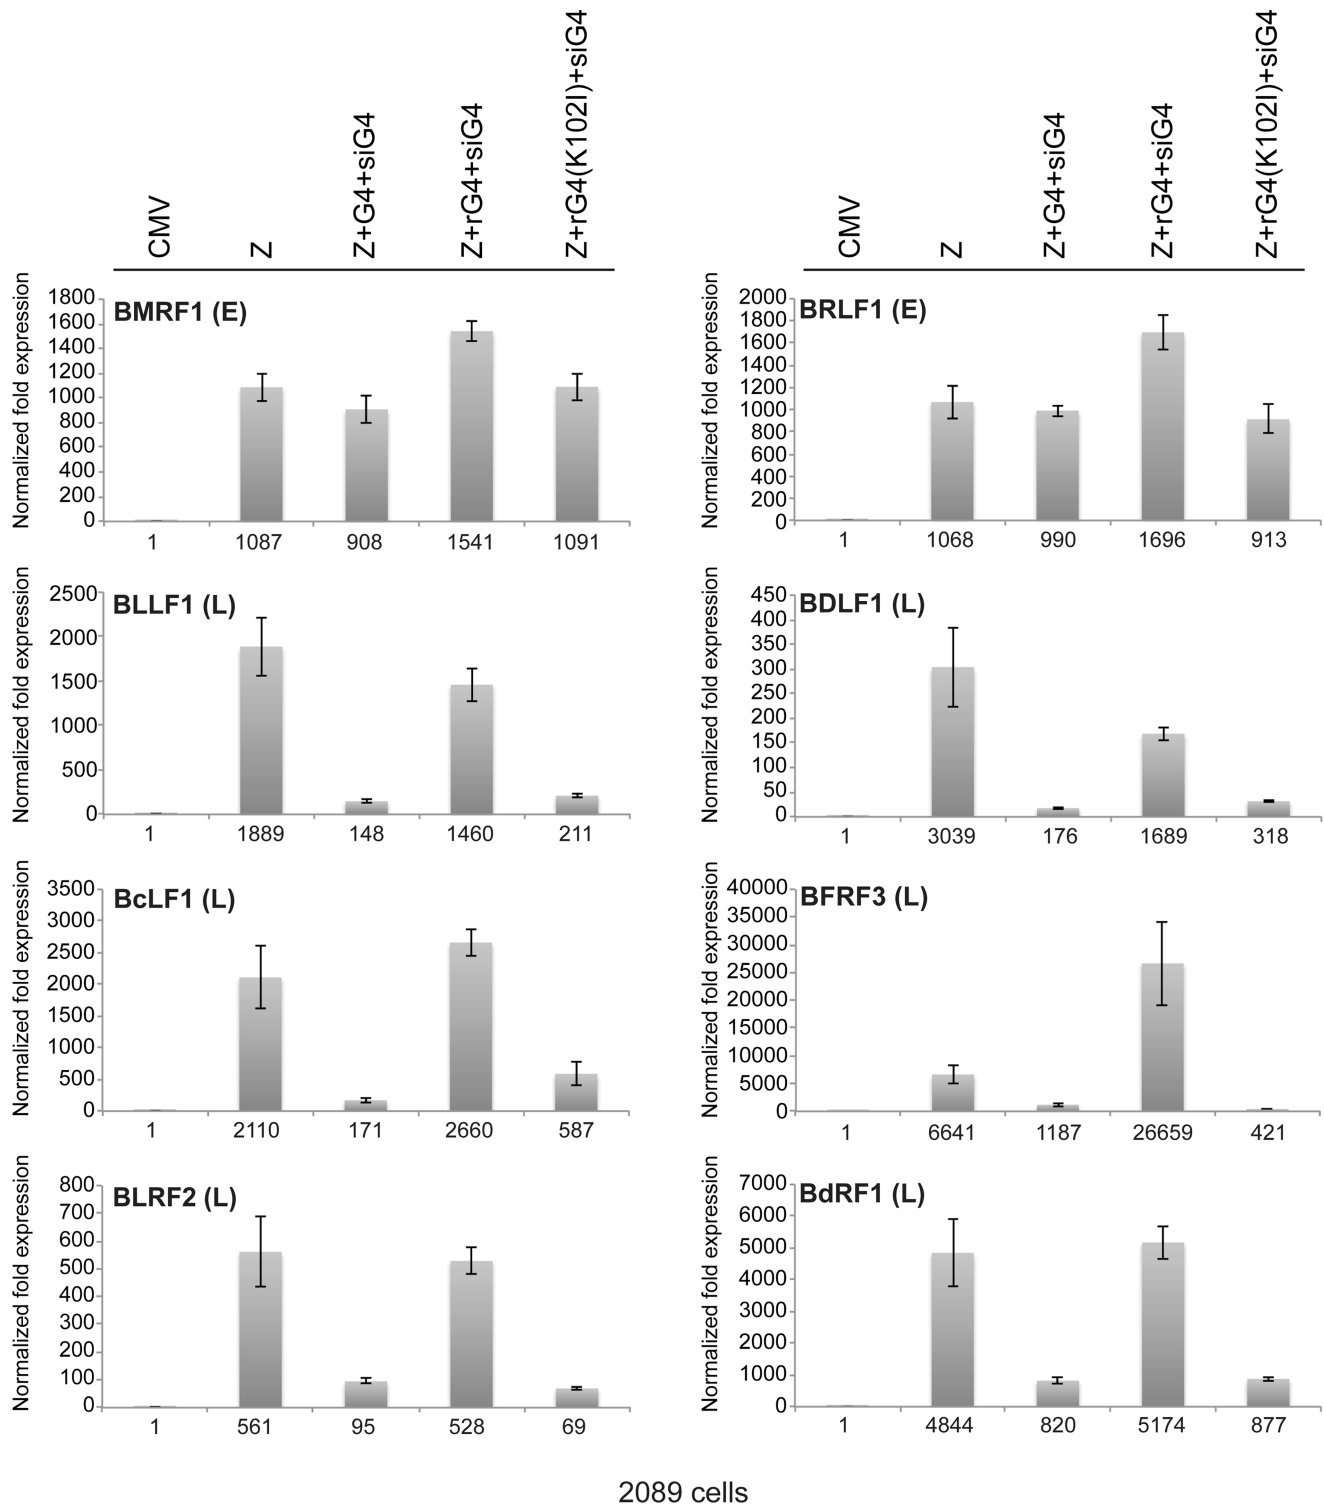 CMV
Z
Z+G4+siG4
Z+rG4+siG4
Z+rG4(K102I)+siG4
CMV
Z
Z+G4+siG4
Z+rG4+siG4
Z+rG4(K102I)+siG4
BMRF1 (E)
Normalized fold expression
1800
1600
1400
1200
1000
800
600
400
200
0
1 1087 908 1541 1091
BRLF1 (E)
Normalized fold expression
2000
1800
1600
1400
1200
1000
800
600
400
200
0
1 1068 990 1696 913
BLLF1 (L)
Normalized fold expression
2500
2000
1500
1000
500
0
1 1889 148 1460 211
BDLF1 (L)
Normalized fold expression
450
400
350
300
250
200
150
100
50
0
1 3039 176 1689 318
BcLF1 (L)
Normalized fold expression
3500
3000
2500
2000
1500
1000
500
0
1 2110 171 2660 587
BFRF3 (L)
Normalized fold expression
40000
35000
30000
25000
20000
15000
10000
5000
0
1 6641 1187 26659 421
BLRF2 (L)
Normalized fold expression
800
700
600
500
400
300
200
100
0
1 561 95 528 69
BdRF1 (L)
Normalized fold expression
7000
6000
5000
4000
3000
2000
1000
0
1 4844 820 5174 877
2089 cells